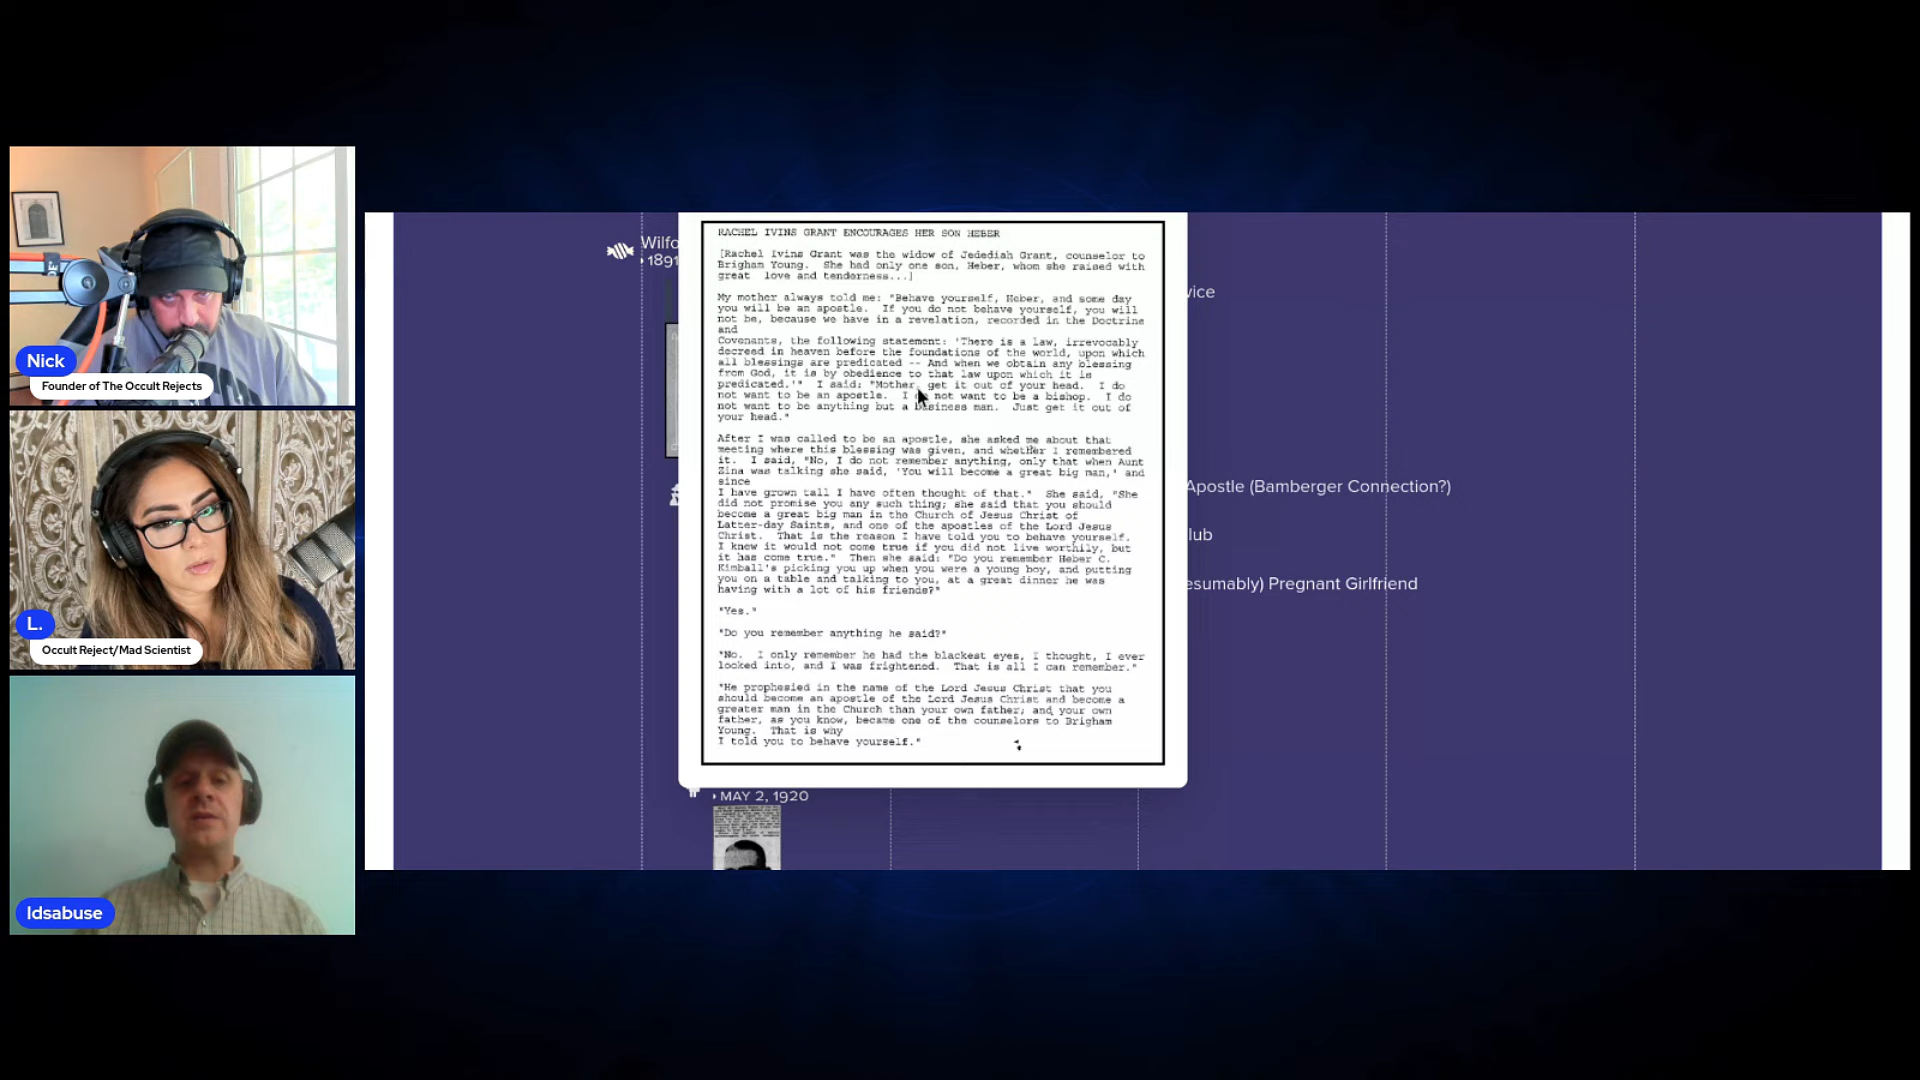 Nick
Founder of The Occult Rejects
L.
Occult Reject/Mad Scientist
ldsabuse
Wilfo
1891
RACHEL IVINS GRANT ENCOURAGES HER SON HEBER
[Rachel Ivins Grant was the widow of Jedediah Grant, counselor to
Brigham Young. She had only one son, Heber, whom she raised with
great love and tenderness...]
My mother always told me: "Behave yourself, Heber, and some day
you will be an apostle. If you do not behave yourself, you will
not be, because we have in a revelation, recorded in the Doctrine
and
Covenants, the following statement: 'There is a law, irrevocably
decreed in heaven before the foundations of the world, upon which
all blessings are predicated -- And when we obtain any blessing
from God, it is by obedience to that law upon which it is
predicated.'" I said: "Mother, get it out of your head. I do
not want to be an apostle. I not want to be a bishop. I do
not want to be anything but a business man. Just get it out of
your head."
After I was called to be an apostle, she asked me about that
meeting where this blessing was given, and whether I remembered
it. I said, "No, I do not remember anything, only that when Aunt
Zina was talking she said, 'You will become a great big man,' and
since
I have grown tall I have often thought of that." She said, "She
did not promise you any such thing; she said that you should
become a great big man in the Church of Jesus Christ of
Latter-day Saints, and one of the apostles of the Lord Jesus
Christ. That is the reason I have told you to behave yourself.
I knew it would not come true if you did not live worthily, but
it has come true." Then she said: "Do you remember Heber C.
Kimball's picking you up when you were a young boy, and putting
you on a table and talking to you, at a great dinner he was
having with a lot of his friends?"
"Yes."
"Do you remember anything he said?"
"No. I only remember he had the blackest eyes, I thought, I ever
looked into, and I was frightened. That is all I can remember."
"He prophesied in the name of the Lord Jesus Christ that you
should become an apostle of the Lord Jesus Christ and become a
greater man in the Church than your own father; and your own
father, as you know, became one of the counselors to Brigham
Young. That is why
I told you to behave yourself."
vice
Apostle (Bamberger Connection?)
lub
esumably) Pregnant Girlfriend
MAY 2, 1920